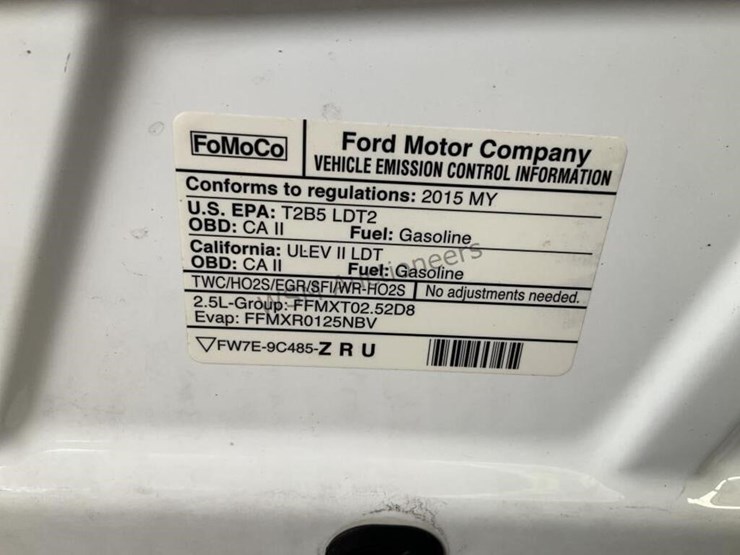 FoMoCo
Ford Motor Company
VEHICLE EMISSION CONTROL INFORMATION
Conforms to regulations: 2015 MY
U.S. EPA: T2B5 LDT2
OBD: CA II Fuel: Gasoline
California: ULEV II LDT
OBD: CA II Fuel: Gasoline
TWC/HO2S/EGR/SFI/WR-HO2S No adjustments needed.
2.5L-Group: FFMXT02.52D8
Evap: FFMXR0125NBV
FW7E-9C485-Z R U